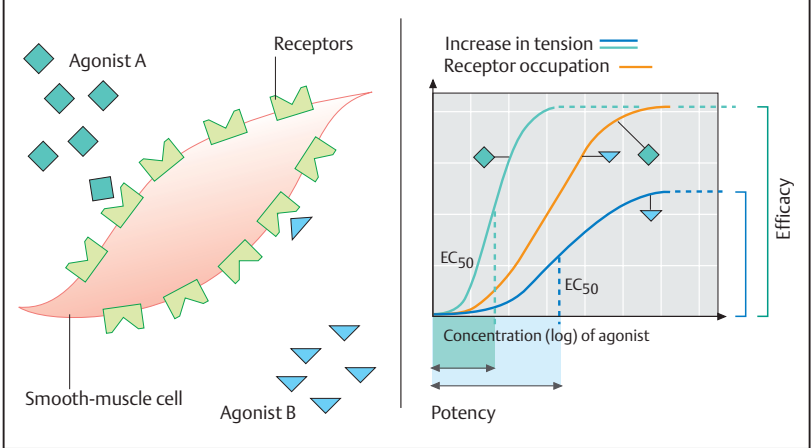 Agonist A
Receptors
Smooth-muscle cell
Agonist B
Increase in tension
Receptor occupation
EC50
EC50
Efficacy
Concentration (log) of agonist
Potency